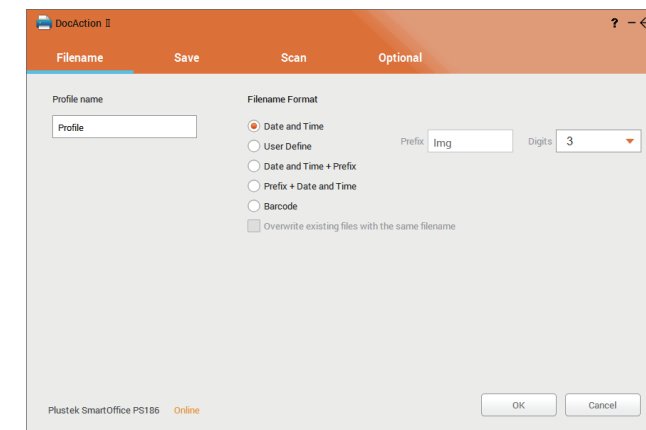 DocAction II
? –
Filename Save Scan Optional
Profile name
Profile
Filename Format
Date and Time
User Define
Prefix Img Digits 3
Date and Time + Prefix
Prefix + Date and Time
Barcode
Overwrite existing files with the same filename
Plustek SmartOffice PS186 Online
OK Cancel